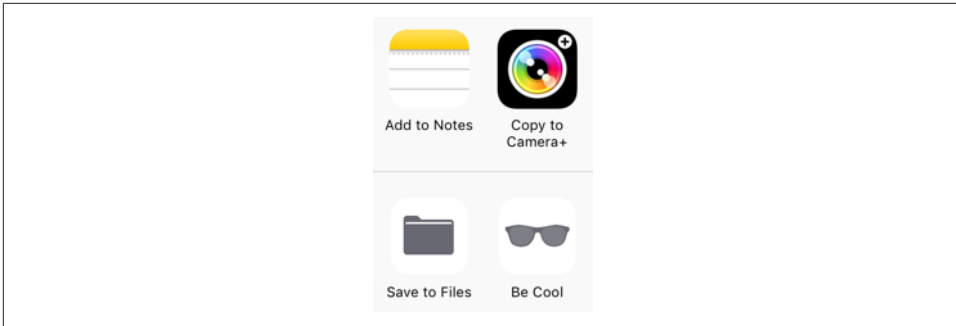 Add to Notes
Copy to
Camera+
Save to Files
Be Cool